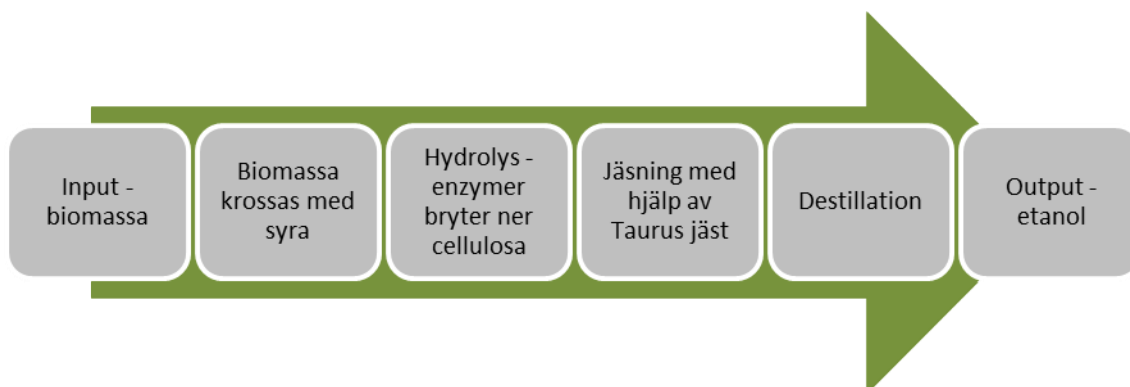 Input -
biomassa
Biomassa
krossas med
syra
Hydrolys -
enzymer
bryter ner
cellulosa
Jäsning med
hjälp av
Taurus jäst
Destillation
Output -
etanol